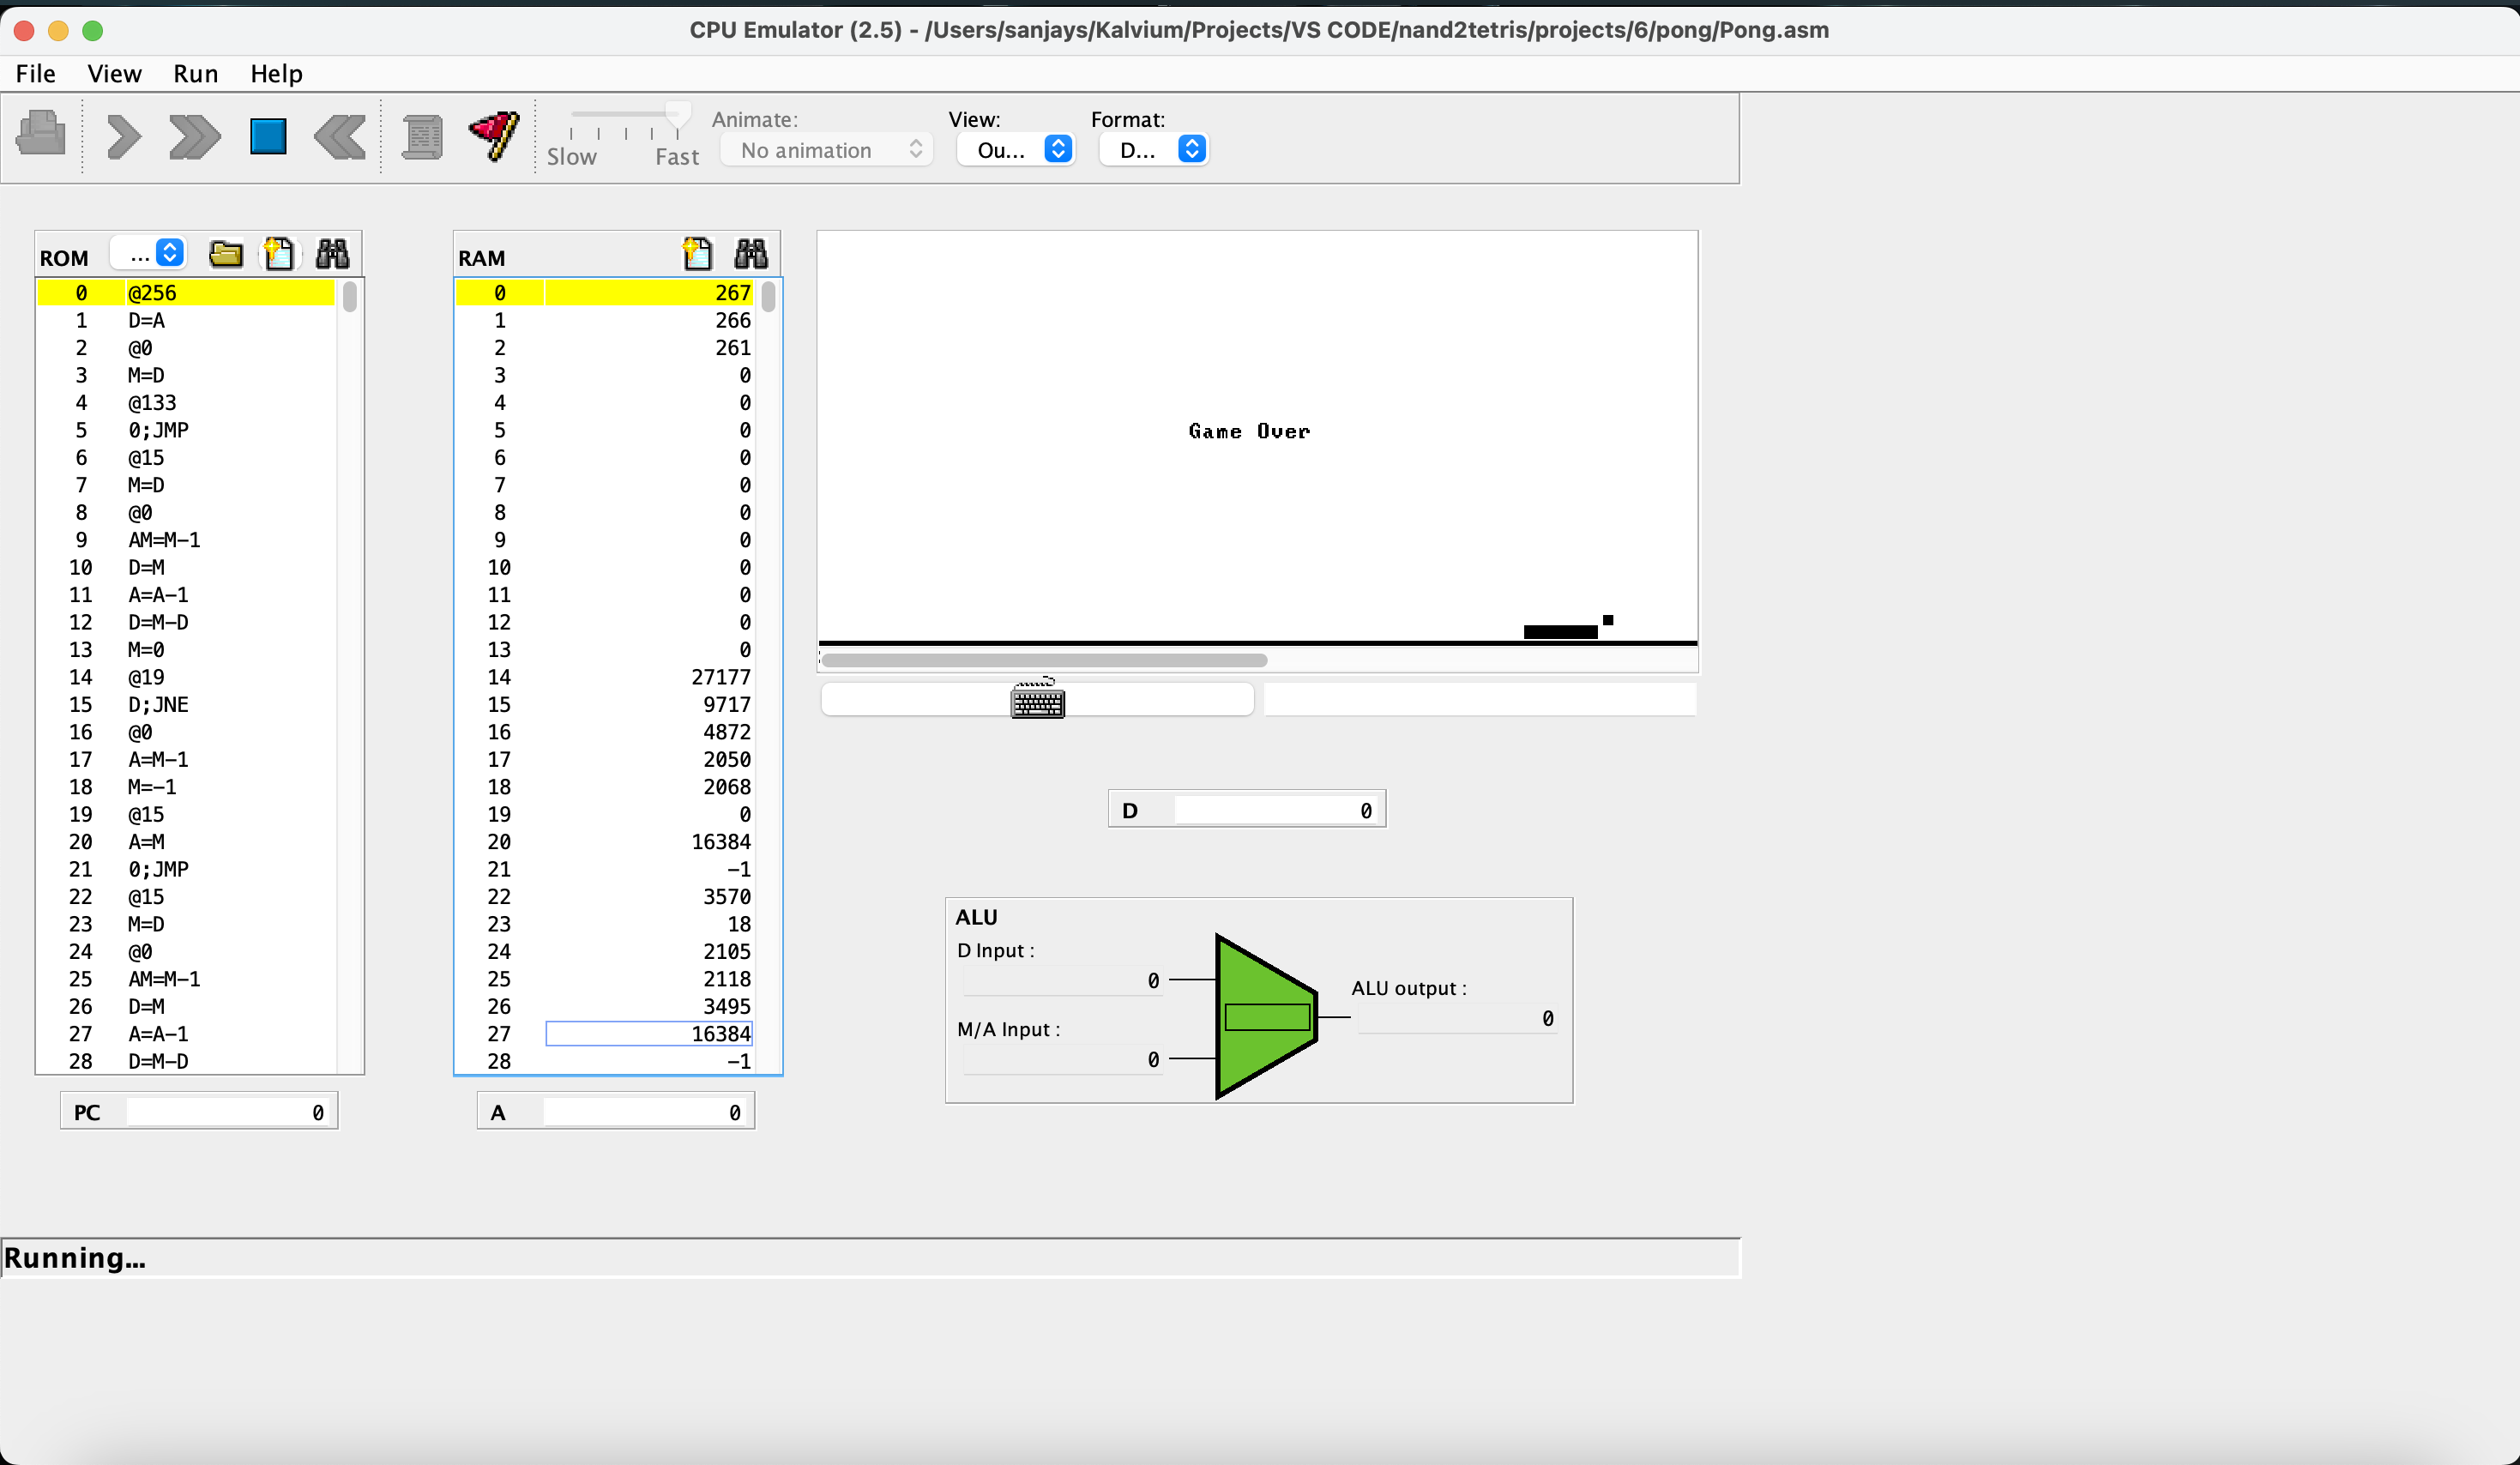 CPU Emulator (2.5) - /Users/sanjays/Kalvium/Projects/VS CODE/nand2tetris/projects/6/pong/Pong.asm
File View Run Help
Slow Fast
Animate:
No animation
View:
Ou...
Format:
D...
ROM ...
0 @256
1 D=A
2 @0
3 M=D
4 @133
5 0;JMP
6 @15
7 M=D
8 @0
9 AM=M-1
10 D=M
11 A=A-1
12 D=M-D
13 M=0
14 @19
15 D;JNE
16 @0
17 A=M-1
18 M=-1
19 @15
20 A=M
21 0;JMP
22 @15
23 M=D
24 @0
25 AM=M-1
26 D=M
27 A=A-1
28 D=M-D
PC 0
RAM
0 267
1 266
2 261
3 0
4 0
5 0
6 0
7 0
8 0
9 0
10 0
11 0
12 0
13 0
14 27177
15 9717
16 4872
17 2050
18 2068
19 0
20 16384
21 -1
22 3570
23 18
24 2105
25 2118
26 3495
27 16384
28 -1
A 0
Game Over
D 0
ALU
D Input :
0
M/A Input :
0
ALU output :
0
Running...